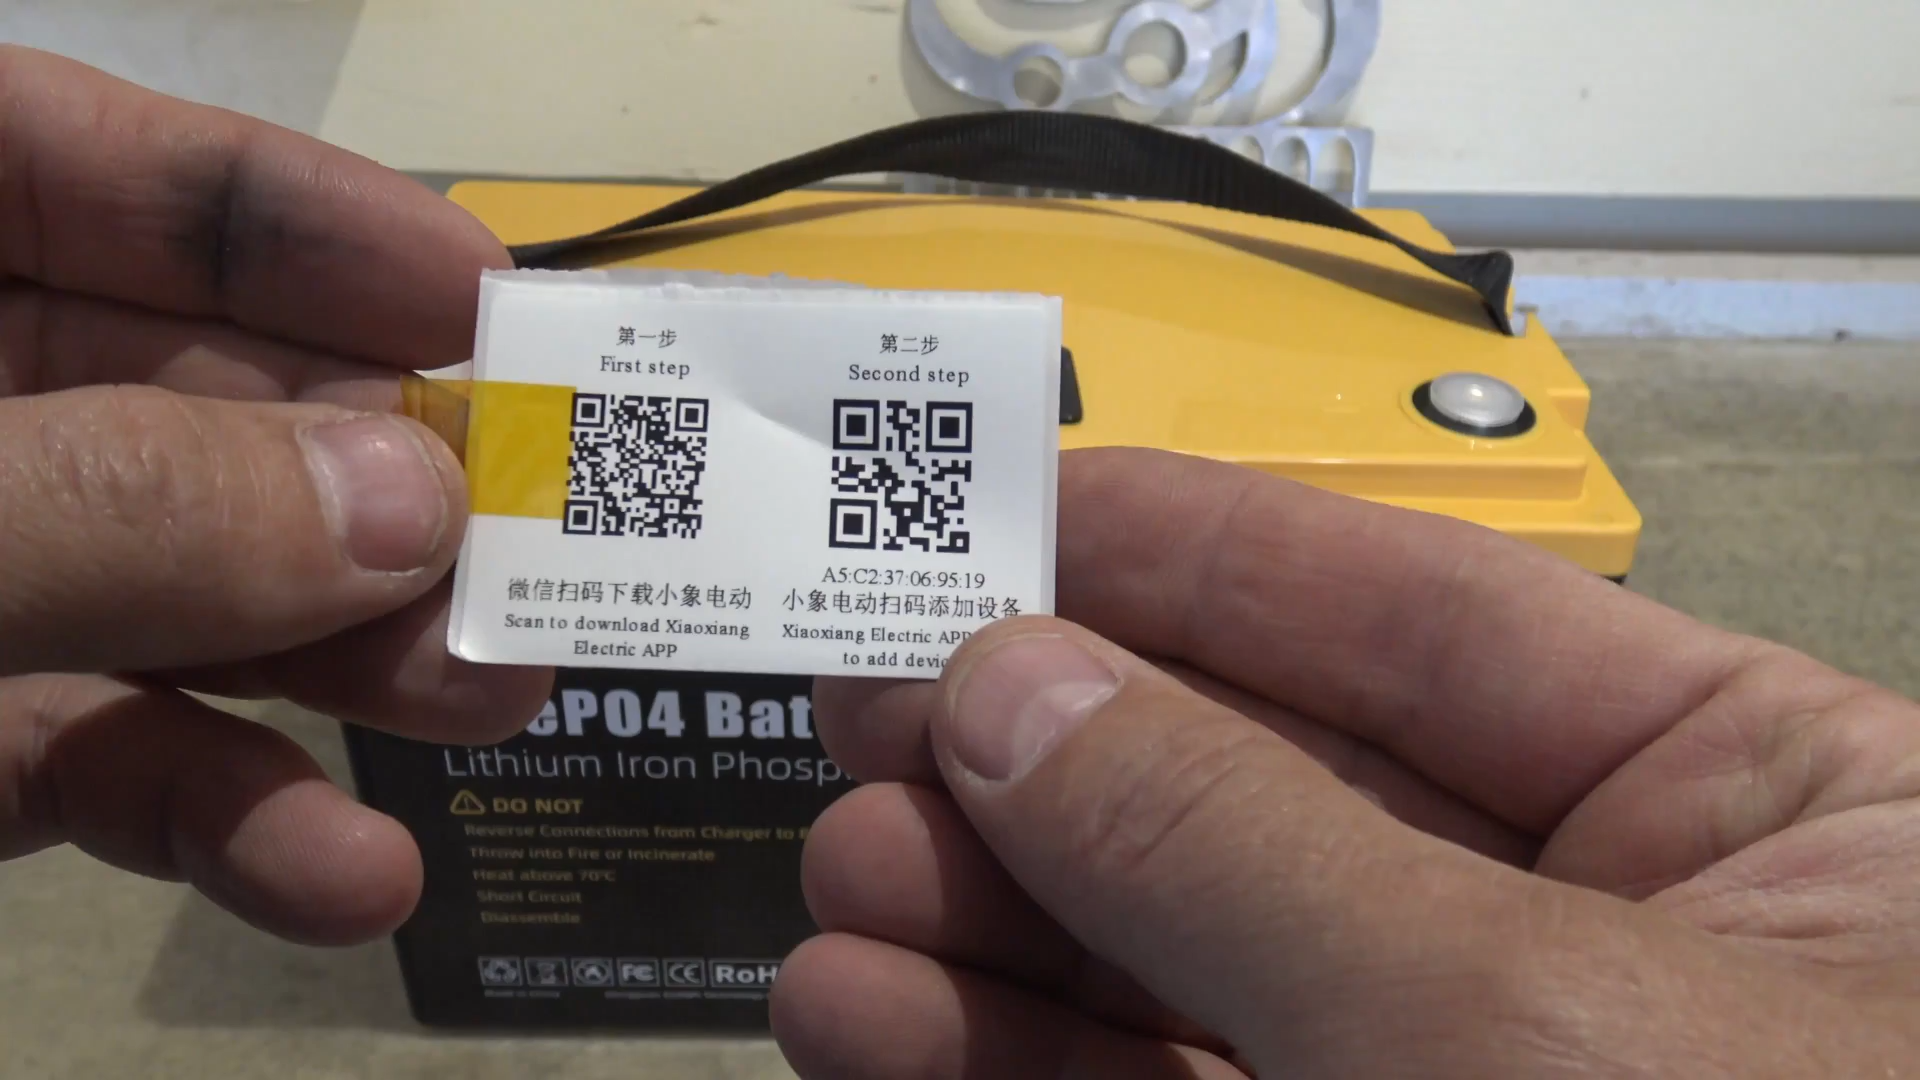 第一步
First step
微信扫码下载小象电动
Scan to download Xiaoxiang
Electric APP
第二步
Second step
A5:C2:37:06:95:19
小象电动扫码添加设备
Xiaoxiang Electric APP
to add
ePO4 Bat
Lithium Iron
DO NOT
Reverse Connections from Charger to
Throw into Fire or Incinerate
Heat above 70°C
Short Circuit
Disassemble
FC CE RoH